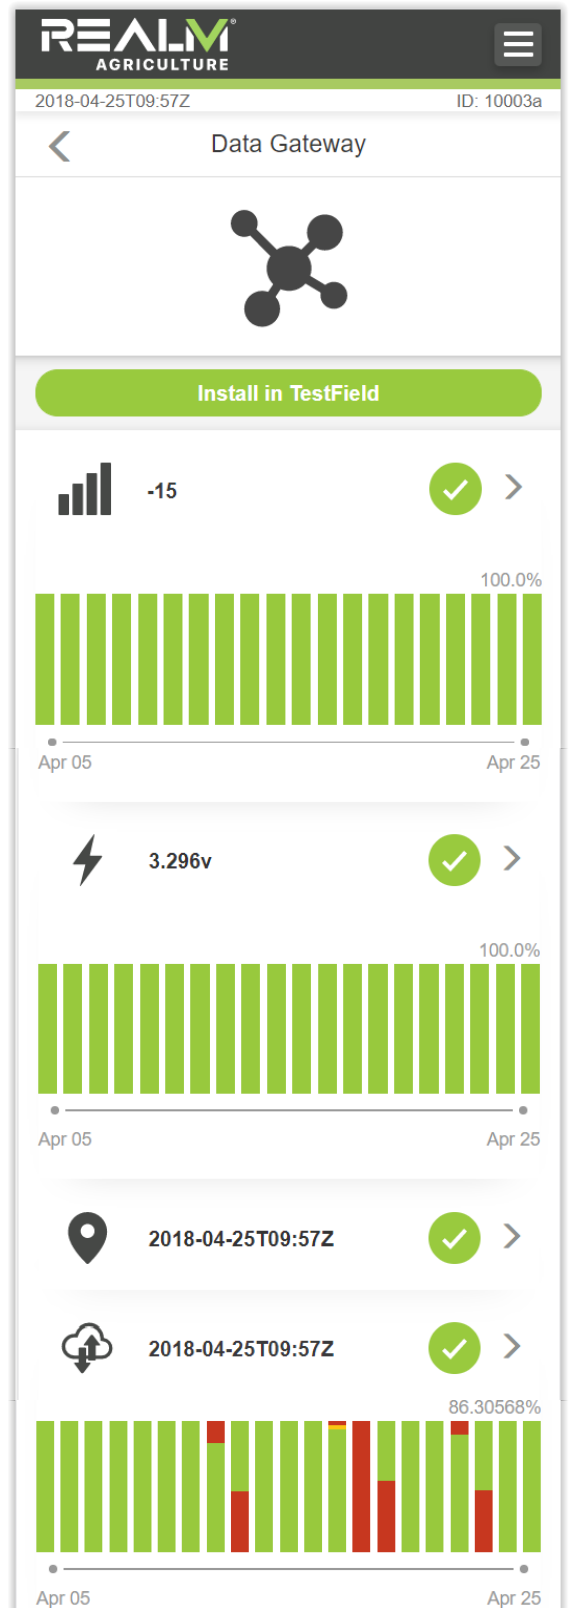 REALM®
AGRICULTURE
2018-04-25T09:57Z ID: 10003a
Data Gateway
Install in TestField
-15
100.0%
Apr 05 Apr 25
3.296v
100.0%
Apr 05 Apr 25
2018-04-25T09:57Z
2018-04-25T09:57Z
86.30568%
Apr 05 Apr 25